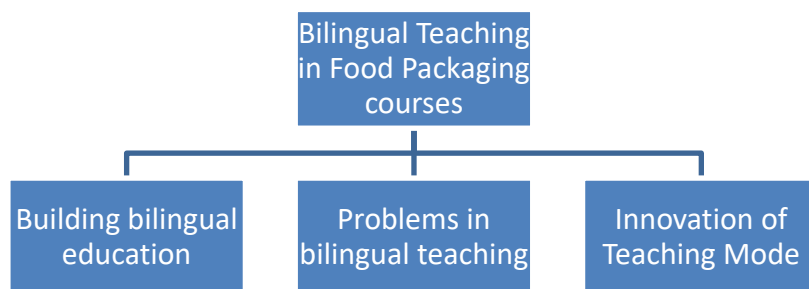 Bilingual Teaching
in Food Packaging
courses
Building bilingual
education
Problems in
bilingual teaching
Innovation of
Teaching Mode